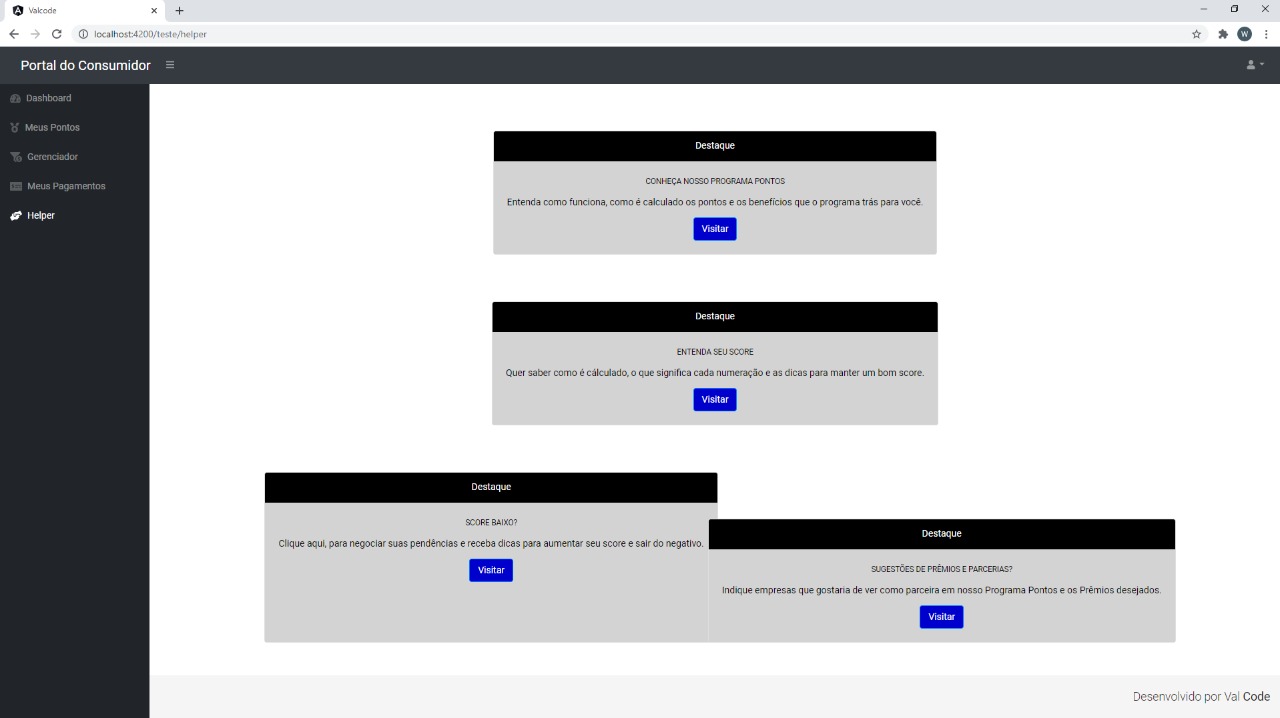 Valcode
localhost:4200/teste/helper
W
Portal do Consumidor
Dashboard
Meus Pontos
Gerenciador
Meus Pagamentos
Helper
Destaque
CONHEÇA NOSSO PROGRAMA PONTOS
Entenda como funciona, como é calculado os pontos e os benefícios que o programa trás para você.
Visitar
Destaque
ENTENDA SEU SCORE
Quer saber como é cálculado, o que significa cada numeração e as dicas para manter um bom score.
Visitar
Destaque
SCORE BAIXO?
Clique aqui, para negociar suas pendências e receba dicas para aumentar seu score e sair do negativo.
Visitar
Destaque
SUGESTÕES DE PRÊMIOS E PARCERIAS?
Indique empresas que gostaria de ver como parceira em nosso Programa Pontos e os Prêmios desejados.
Visitar
Desenvolvido por Val Code